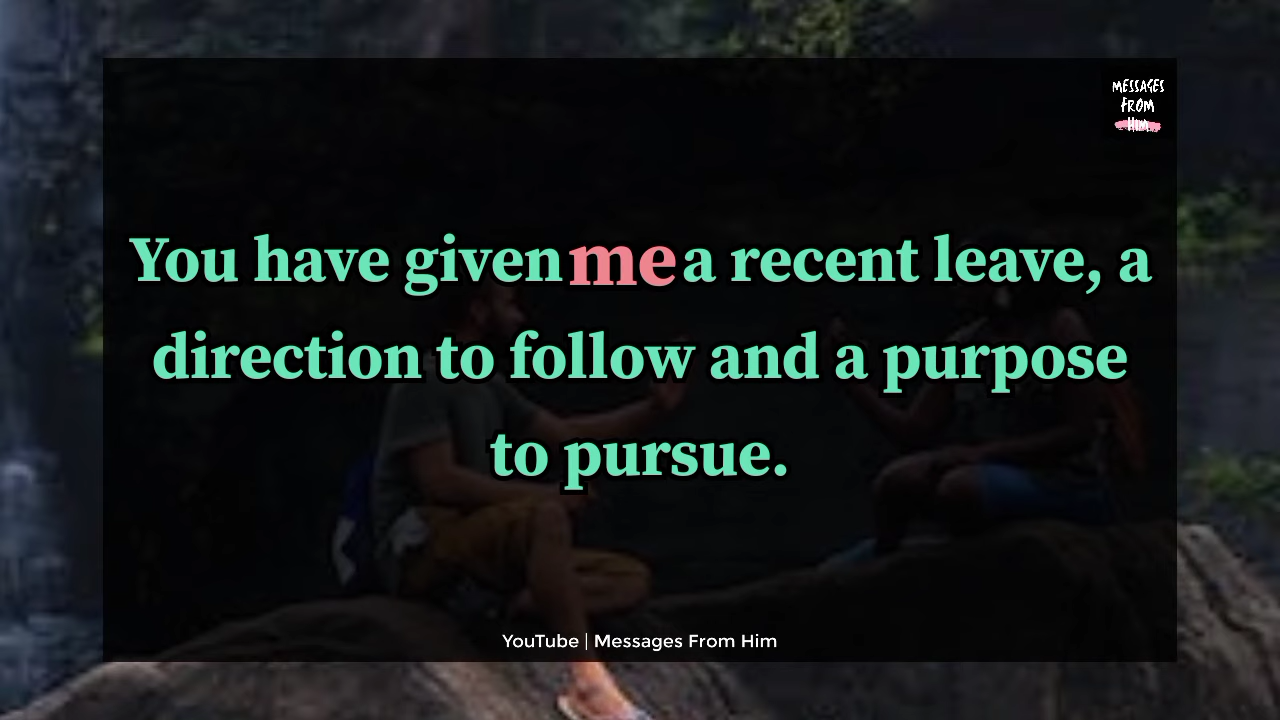 MESSAGES
FROM
Him
You have given me a recent leave, a
direction to follow and a purpose
to pursue.
YouTube | Messages From Him